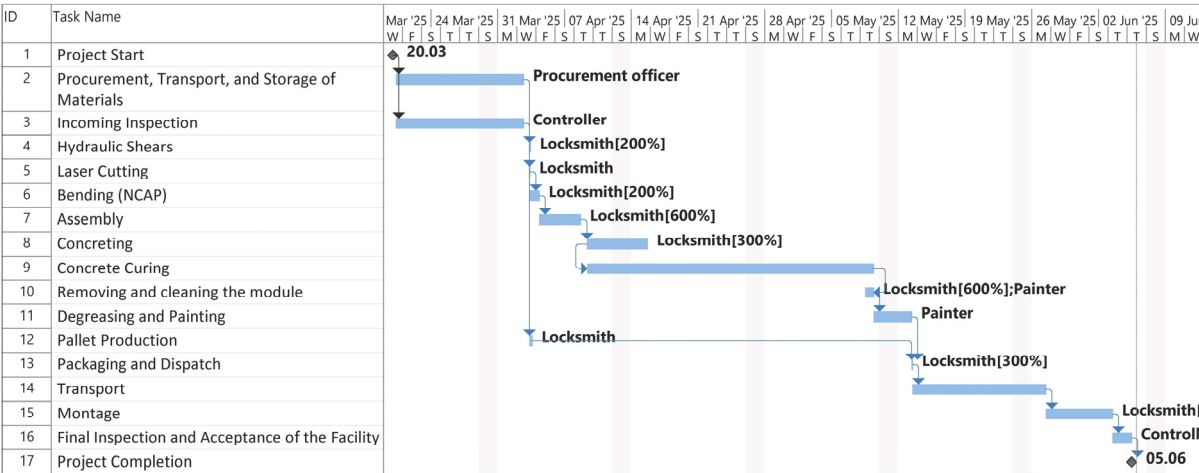 ID Task Name Mar '25 24 Mar '25 31 Mar '25 07 Apr '25 14 Apr '25 21 Apr '25 28 Apr '25 05 May '25 12 May '25 19 May '25 26 May '25 02 Jun '25 09 Ju
W F S T T S M W F S T T S M W F S T T S M W F S T T S M W F S T T S M W F S T T S M W
1 Project Start 20.03
2 Procurement, Transport, and Storage of Procurement officer
Materials
3 Incoming Inspection Controller
4 Hydraulic Shears Locksmith[200%]
5 Laser Cutting Locksmith
6 Bending (NCAP) Locksmith[200%]
7 Assembly Locksmith[600%]
8 Concreting Locksmith[300%]
9 Concrete Curing
10 Removing and cleaning the module Locksmith[600%];Painter
11 Degreasing and Painting Painter
12 Pallet Production Locksmith
13 Packaging and Dispatch Locksmith[300%]
14 Transport
15 Montage Locksmith[
16 Final Inspection and Acceptance of the Facility Controll
17 Project Completion 05.06